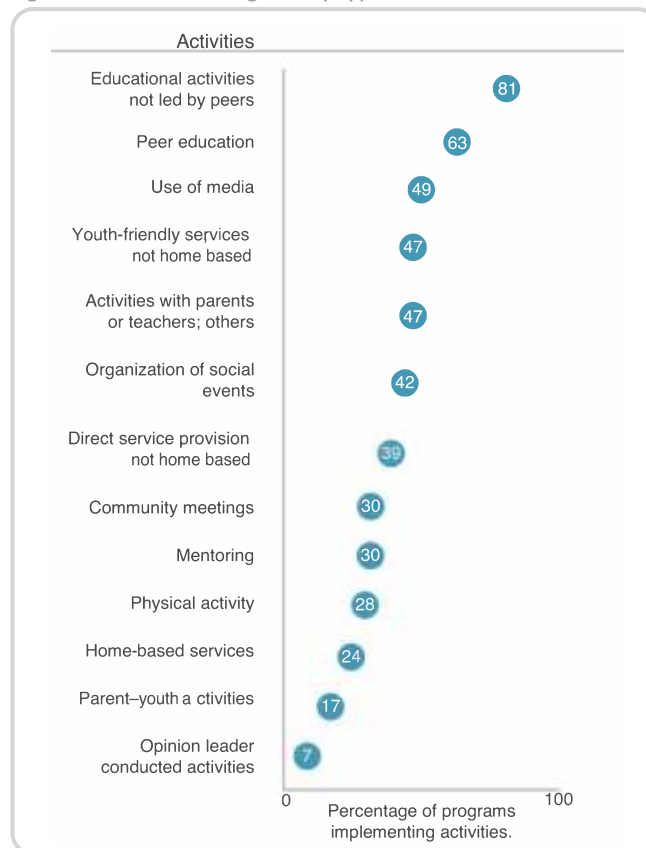 Activities
Educational activities
not led by peers
81
Peer education
63
Use of media
49
Youth-friendly services
not home based
47
Activities with parents
or teachers; others
47
Organization of social
events
42
Direct service provision
not home based
39
Community meetings
30
Mentoring
30
Physical activity
28
Home-based services
24
Parent–youth a ctivities
17
Opinion leader
conducted activities
7
0
100
Percentage of programs
implementing activities.